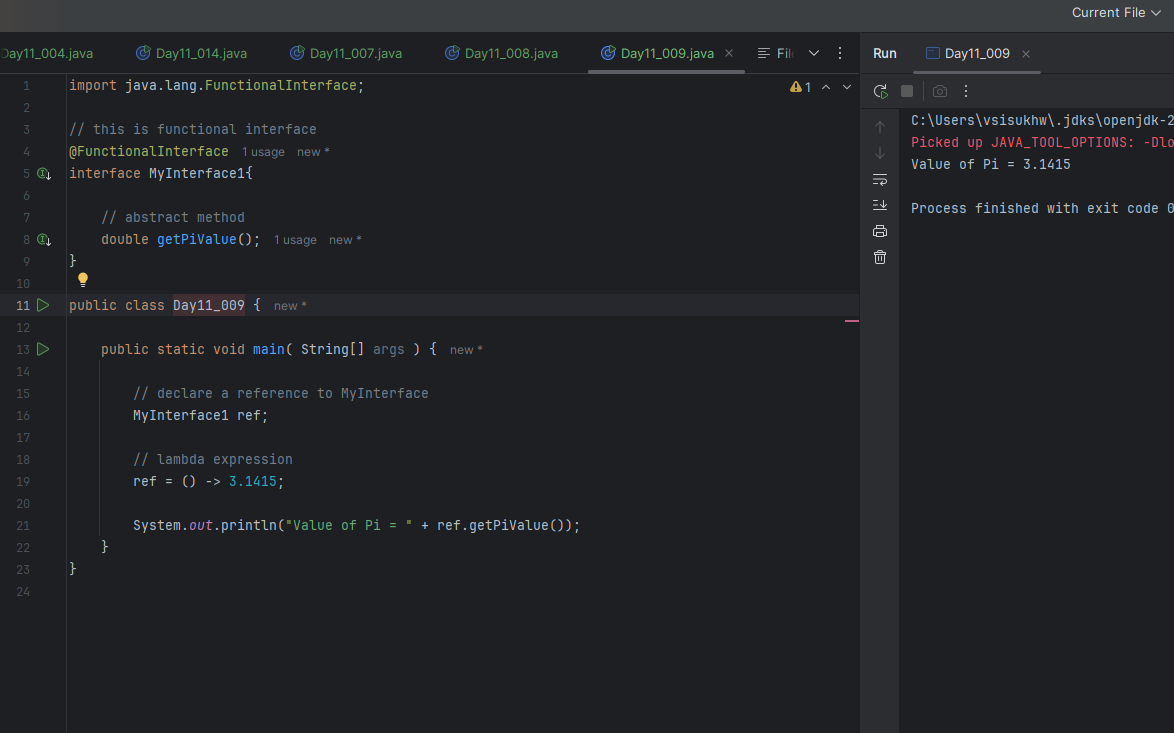 Current File
Day11_004.java Day11_014.java Day11_007.java Day11_008.java Day11_009.java Run Day11_009
1 import java.lang.FunctionalInterface; 1
2
3 // this is functional interface
4 @FunctionalInterface 1 usage new *
5 interface MyInterface1{
6
7 // abstract method
8 double getPiValue(); 1 usage new *
9 }
10
11 public class Day11_009 { new *
12
13 public static void main( String[] args ) { new *
14
15 // declare a reference to MyInterface
16 MyInterface1 ref;
17
18 // lambda expression
19 ref = () -> 3.1415;
20
21 System.out.println("Value of Pi = " + ref.getPiValue());
22 }
23 }
24
C:\Users\vsisukhw\.jdks\openjdk-2
Picked up JAVA_TOOL_OPTIONS: -Dlo
Value of Pi = 3.1415
Process finished with exit code 0